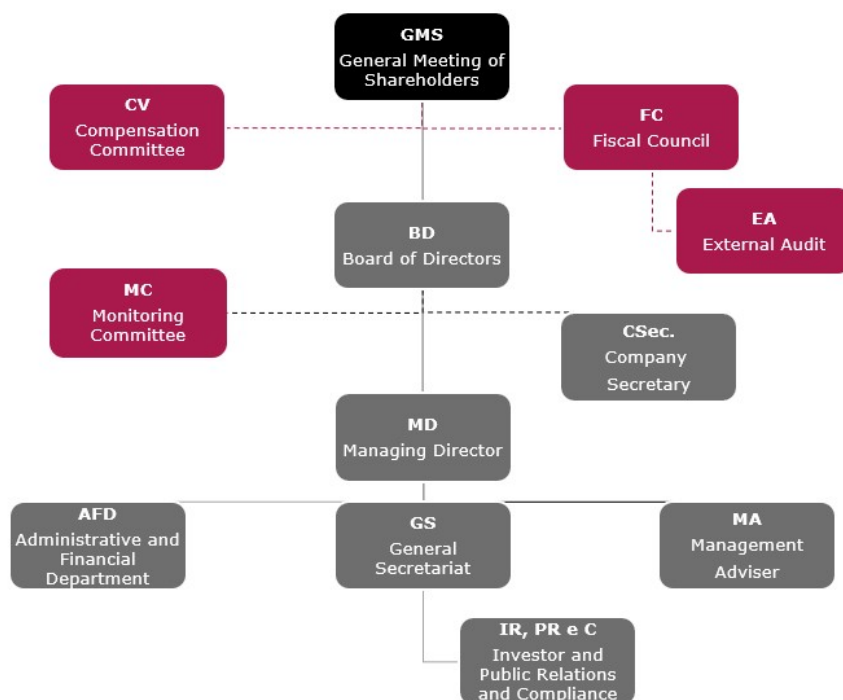 GMS
General Meeting of
Shareholders
CV
Compensation
Committee
FC
Fiscal Council
EA
External Audit
BD
Board of Directors
MC
Monitoring
Committee
CSec.
Company
Secretary
MD
Managing Director
AFD
Administrative and
Financial
Department
GS
General
Secretariat
MA
Management
Adviser
IR, PR e C
Investor and
Public Relations
and Compliance